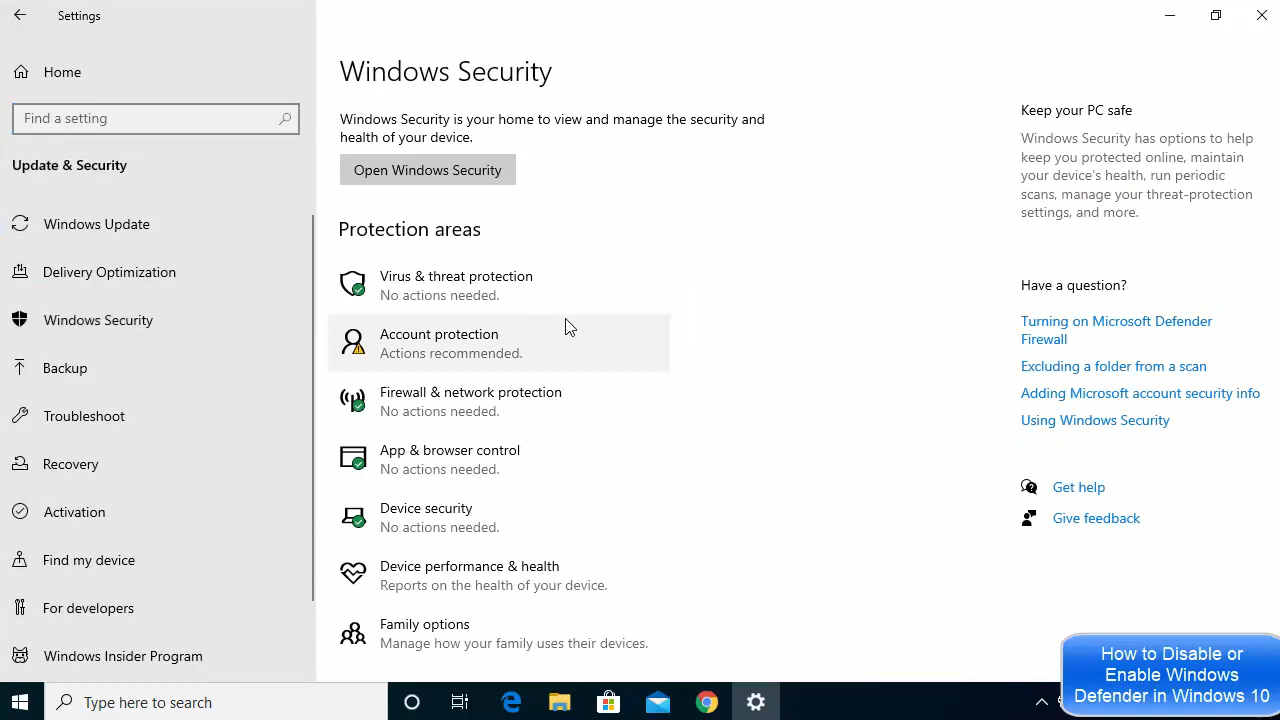 Settings
Home
Find a setting
Update & Security
Windows Update
Delivery Optimization
Windows Security
Backup
Troubleshoot
Recovery
Activation
Find my device
For developers
Windows Insider Program
Windows Security
Windows Security is your home to view and manage the security and
health of your device.
Open Windows Security
Protection areas
Virus & threat protection
No actions needed.
Account protection
Actions recommended.
Firewall & network protection
No actions needed.
App & browser control
No actions needed.
Device security
No actions needed.
Device performance & health
Reports on the health of your device.
Family options
Manage how your family uses their devices.
Keep your PC safe
Windows Security has options to help
keep you protected online, maintain
your device's health, run periodic
scans, manage your threat-protection
settings, and more.
Have a question?
Turning on Microsoft Defender
Firewall
Excluding a folder from a scan
Adding Microsoft account security info
Using Windows Security
Get help
Give feedback
How to Disable or
Enable Windows
Defender in Windows 10
Type here to search